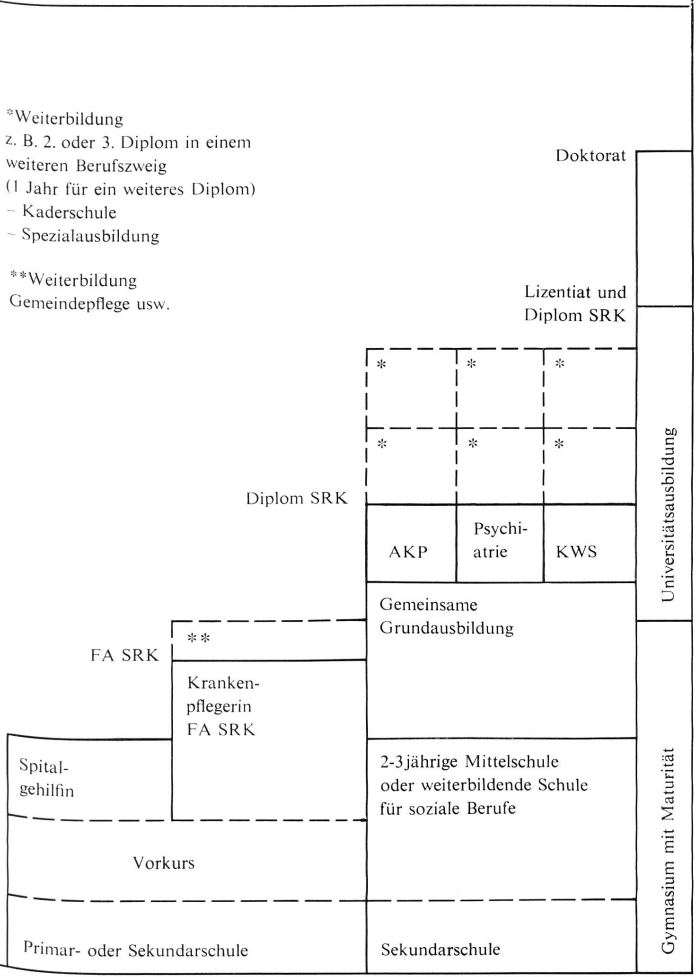 *Weiterbildung
z. B. 2. oder 3. Diplom in einem
weiteren Berufszweig
(1 Jahr für ein weiteres Diplom)
– Kaderschule
– Spezialausbildung
**Weiterbildung
Gemeindepflege usw.
Doktorat
Lizentiat und
Diplom SRK
* * *
* * *
Diplom SRK
AKP
Psychi-
atrie
KWS
Gemeinsame
Grundausbildung
**
FA SRK
Kranken-
pflegerin
FA SRK
Spital-
gehilfin
2-3jährige Mittelschule
oder weiterbildende Schule
für soziale Berufe
Vorkurs
Primar- oder Sekundarschule
Sekundarschule
Universitätsausbildung
Gymnasium mit Maturität